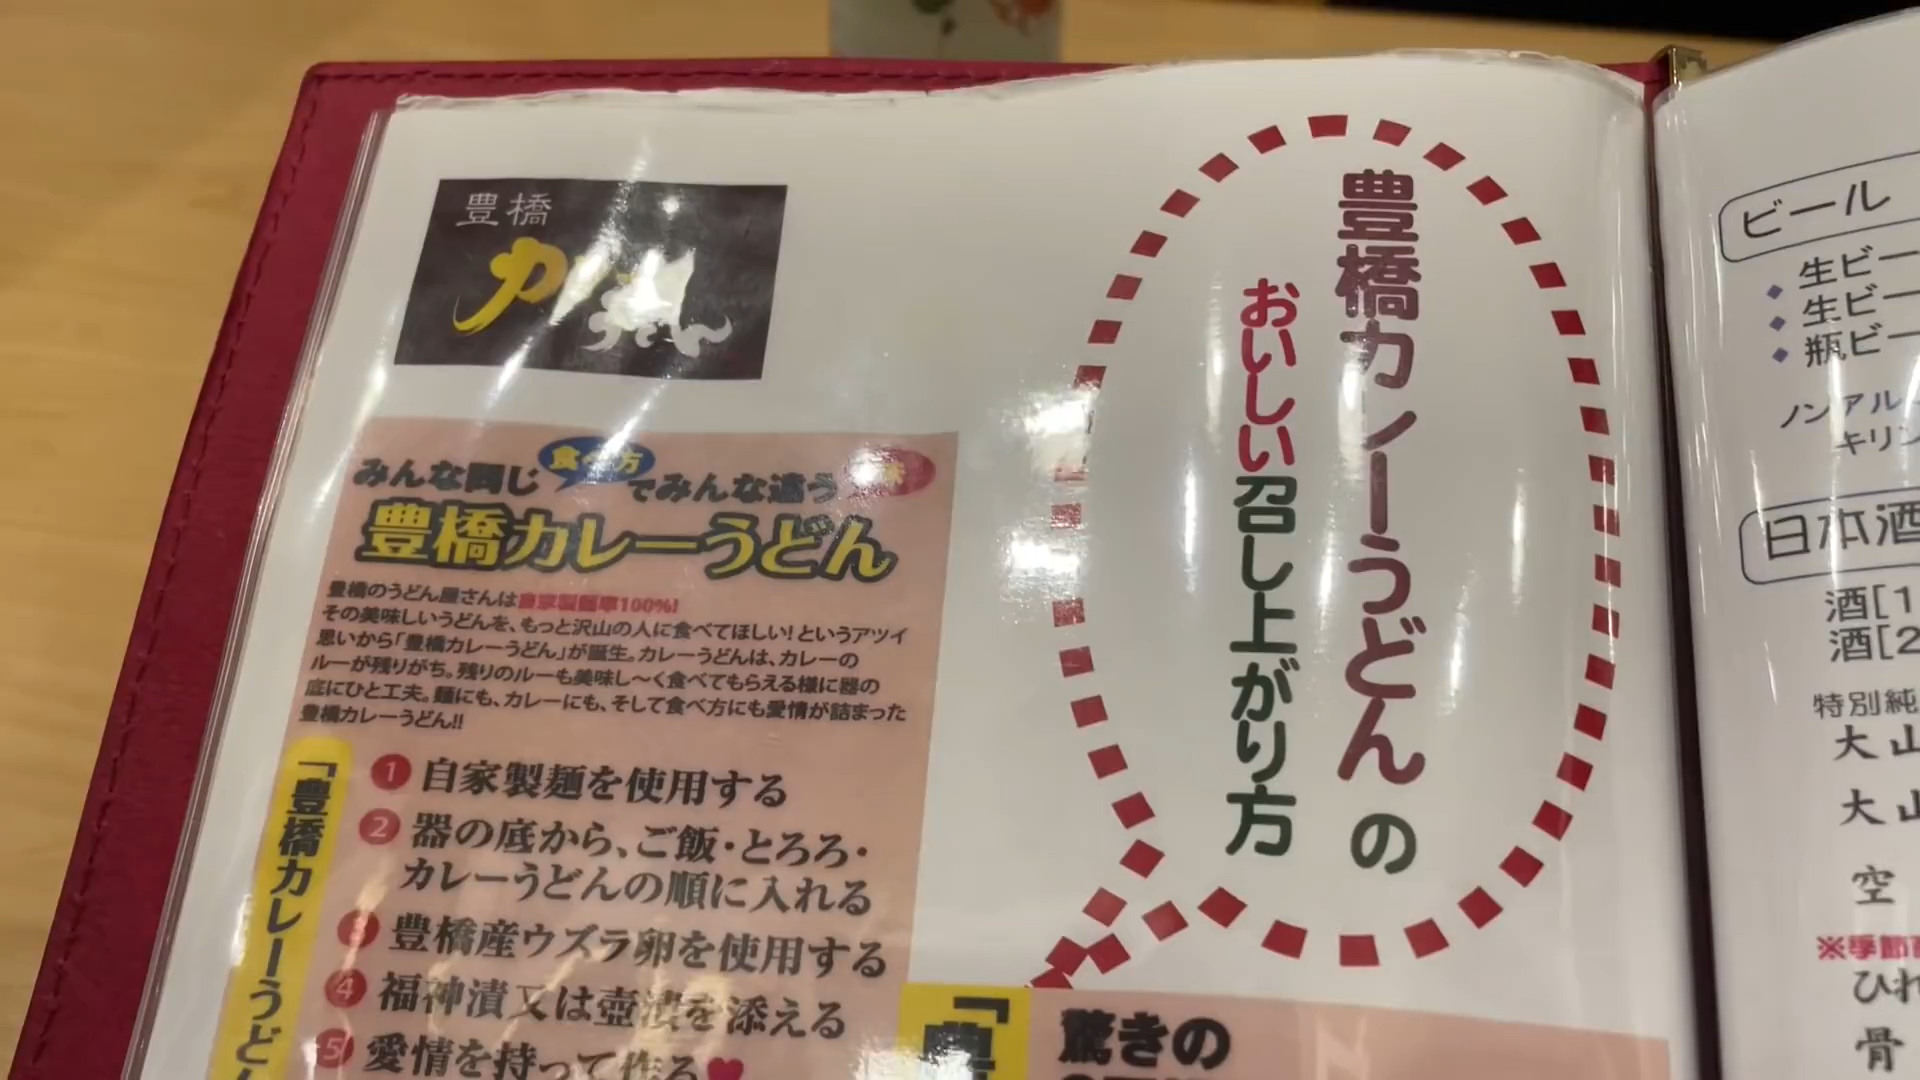 豊橋
カレー
うどん
みんな同じ食べ方でみんな違う味
豊橋カレーうどん
豊橋のうどん屋さんは自家製麺率100%!
その美味しいうどんを、もっと沢山の人に食べてほしい!というアツイ
思いから「豊橋カレーうどん」が誕生。カレーうどんは、カレーの
ルーが残りがち。残りのルーも美味し～く食べてもらえる様に器の
底にひと工夫。麺にも、カレーにも、そして食べ方にも愛情が詰まった
豊橋カレーうどん!!
「豊橋カレーうどん
1 自家製麺を使用する
2 器の底から、ご飯・とろろ・
カレーうどんの順に入れる
3 豊橋産ウズラ卵を使用する
4 福神漬又は壺漬を添える
5 愛情を持って作る♥
豊橋カレーうどんの
おいしい召し上がり方
驚きの
ビール
生ビー
生ビー
瓶ビー
ノンアル
キリン
日本酒
酒[1
酒[2
特別純
大山
大山
空
※季節
ひれ
骨